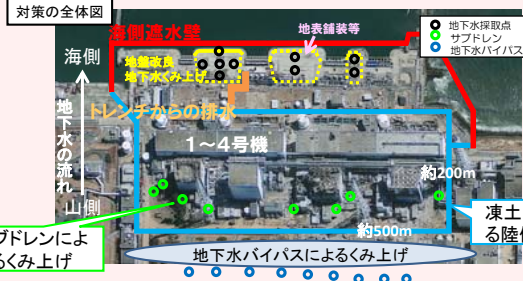 対策の全体図
海側遮水壁
地表舗装等
地下水採取点
サブドレン
地下水バイパス
海側
地盤改良
地下水くみ上げ
トレンチからの排水
地下水の流れ
1～4号機
約200m
山側
ブドレンによ
るくみ上げ
凍土
る陸
約500m
地下水バイパスによるくみ上げ